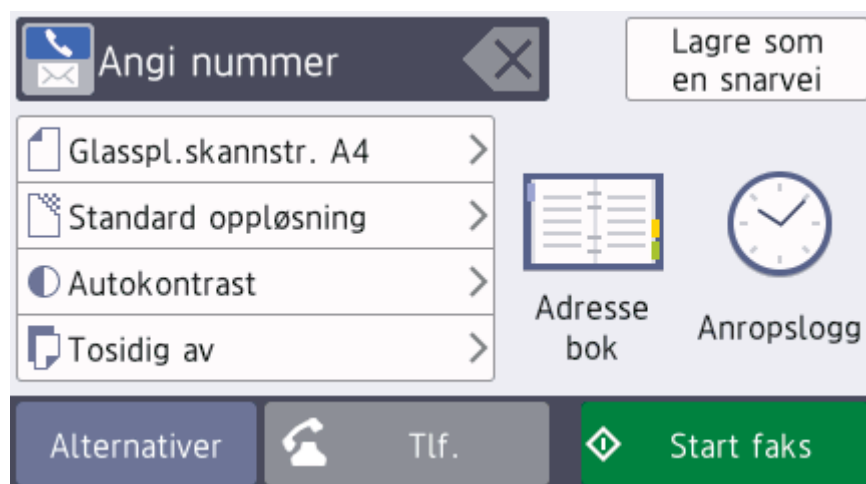 Angi nummer
Lagre som
en snarvei
Glasspl.skannstr. A4
Standard oppløsning
Autokontrast
Tosidig av
Adresse
bok
Anropslogg
Alternativer
Tlf.
Start faks